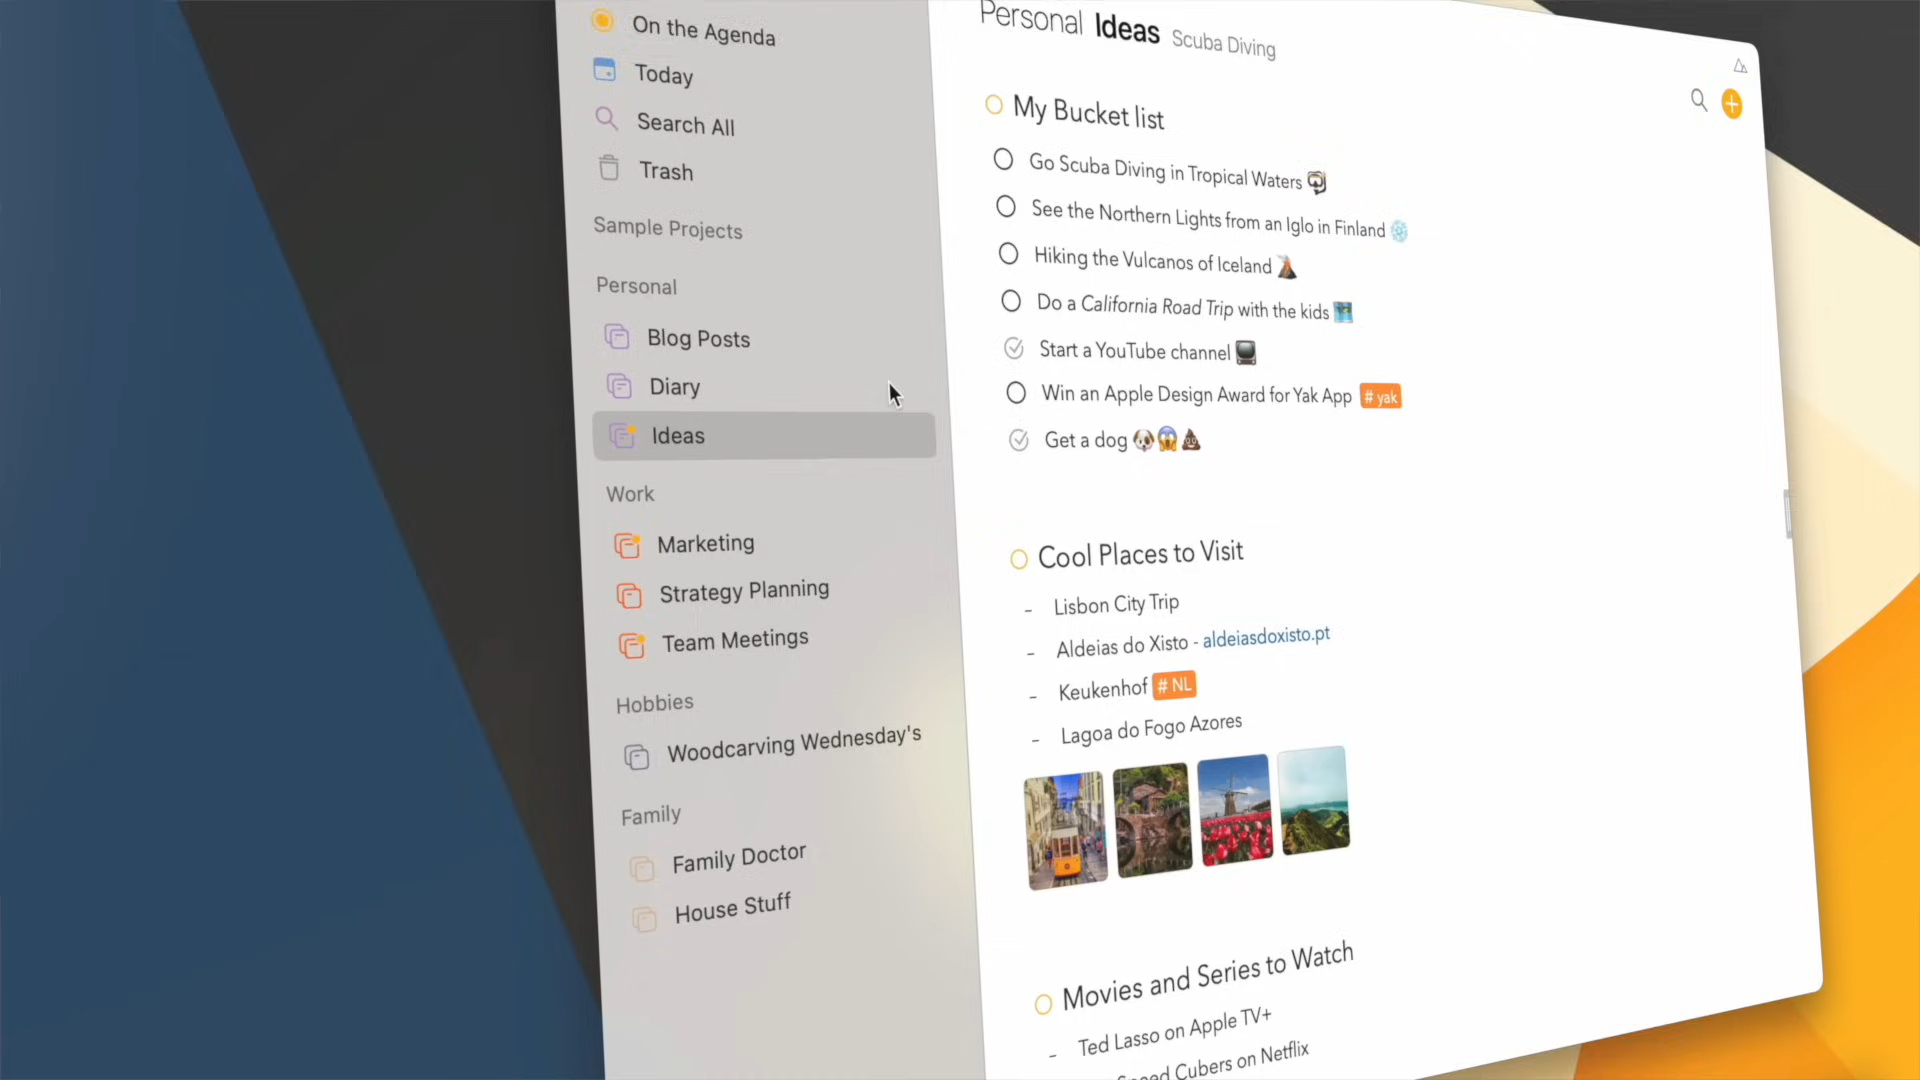 On the Agenda
Today
Search All
Trash
Sample Projects
Personal
Blog Posts
Diary
Ideas
Work
Marketing
Strategy Planning
Team Meetings
Hobbies
Woodcarving Wednesday's
Family
Family Doctor
House Stuff
Personal Ideas Scuba Diving
My Bucket list
Go Scuba Diving in Tropical Waters 🤿
See the Northern Lights from an Iglo in Finland ❄️
Hiking the Vulcanos of Iceland 🌋
Do a California Road Trip with the kids 🏞️
Start a YouTube channel 📺
Win an Apple Design Award for Yak App # yak
Get a dog 🐶😱💩
Cool Places to Visit
- Lisbon City Trip
- Aldeias do Xisto - aldeiasdoxisto.pt
- Keukenhof # NL
- Lagoa do Fogo Azores
Movies and Series to Watch
- Ted Lasso on Apple TV+
Cubers on Netflix